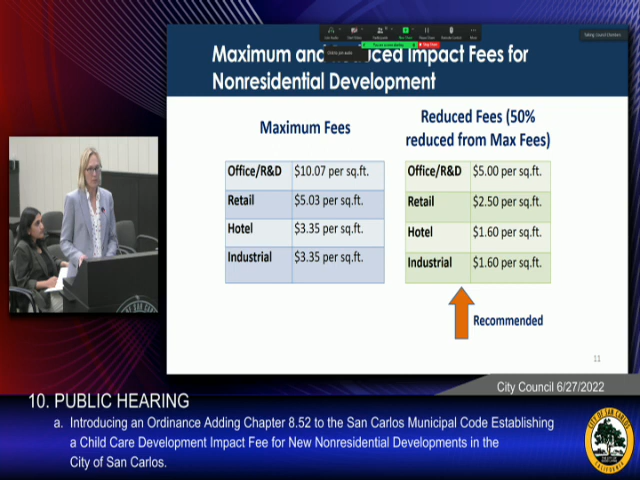 Maximum and Reduced Impact Fees for
Nonresidential Development
Maximum Fees
Office/R&D $10.07 per sq.ft.
Retail $5.03 per sq.ft.
Hotel $3.35 per sq.ft.
Industrial $3.35 per sq.ft.
Reduced Fees (50%
reduced from Max Fees)
Office/R&D $5.00 per sq.ft.
Retail $2.50 per sq.ft.
Hotel $1.60 per sq.ft.
Industrial $1.60 per sq.ft.
Recommended
11
City Council 6/27/2022
10. PUBLIC HEARING
a. Introducing an Ordinance Adding Chapter 8.52 to the San Carlos Municipal Code Establishing
a Child Care Development Impact Fee for New Nonresidential Developments in the
City of San Carlos.
CITY OF SAN CARLOS
CALIFORNIA